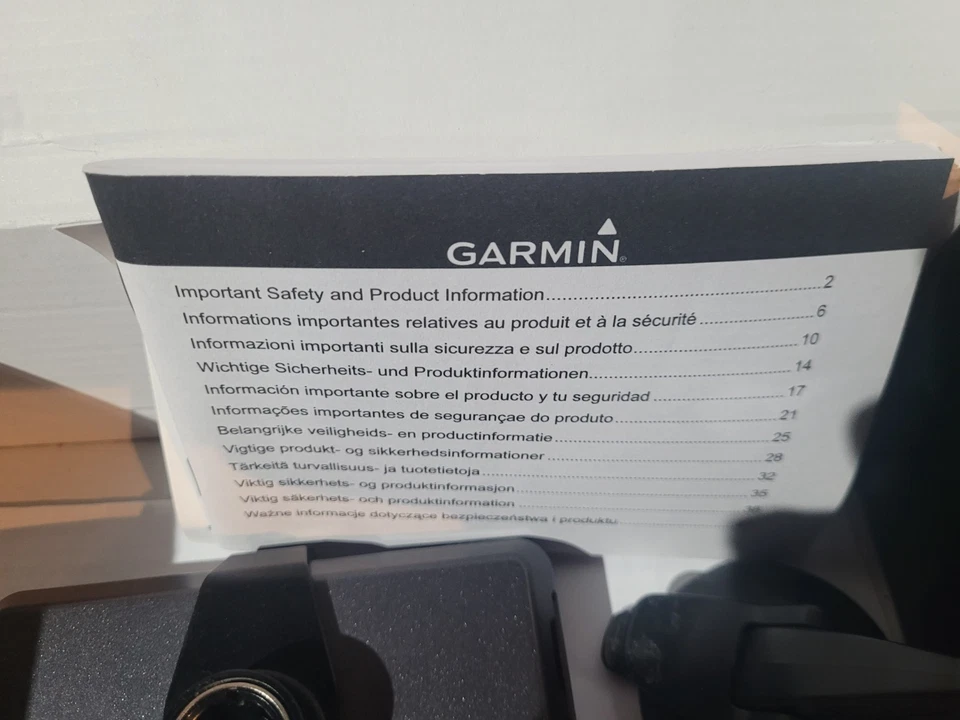 GARMIN®
Important Safety and Product Information 2
Informations importantes relatives au produit et à la sécurité 6
Informazioni importanti sulla sicurezza e sul prodotto 10
Wichtige Sicherheits- und Produktinformationen 14
Información importante sobre el producto y tu seguridad 17
Informações importantes de segurançae do produto 21
Belangrijke veiligheids- en productinformatie 25
Vigtige produkt- og sikkerhedsinformationer 28
Tärkeitä turvallisuus- ja tuotetietoja 32
Viktig sikkerhets- og produktinformasjon 35
Viktig säkerhets- och produktinformation
Ważne informacje dotyczące bezpieczeństwa i produktu